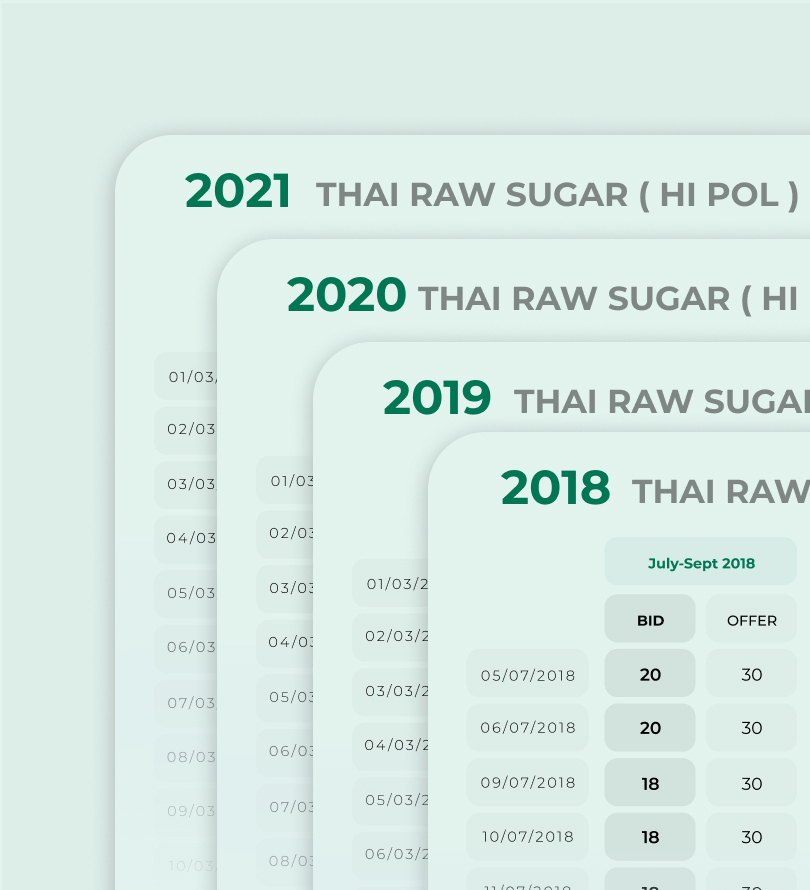 2021 THAI RAW SUGAR ( HI POL )
01/03/
02/03
03/03
04/03
05/03
06/03
07/03
08/03
09/03
10/03
2020 THAI RAW SUGAR ( HI
01/03
02/03
03/03
04/03
05/03
06/03
07/03
08/03
2019 THAI RAW SUGAR
01/03/2
02/03/2
03/03/2
04/03/2
05/03/2
06/03/2
2018 THAI RAW
July-Sept 2018
BID OFFER
05/07/2018 20 30
06/07/2018 20 30
09/07/2018 18 30
10/07/2018 18 30
11/07/2018 18 30